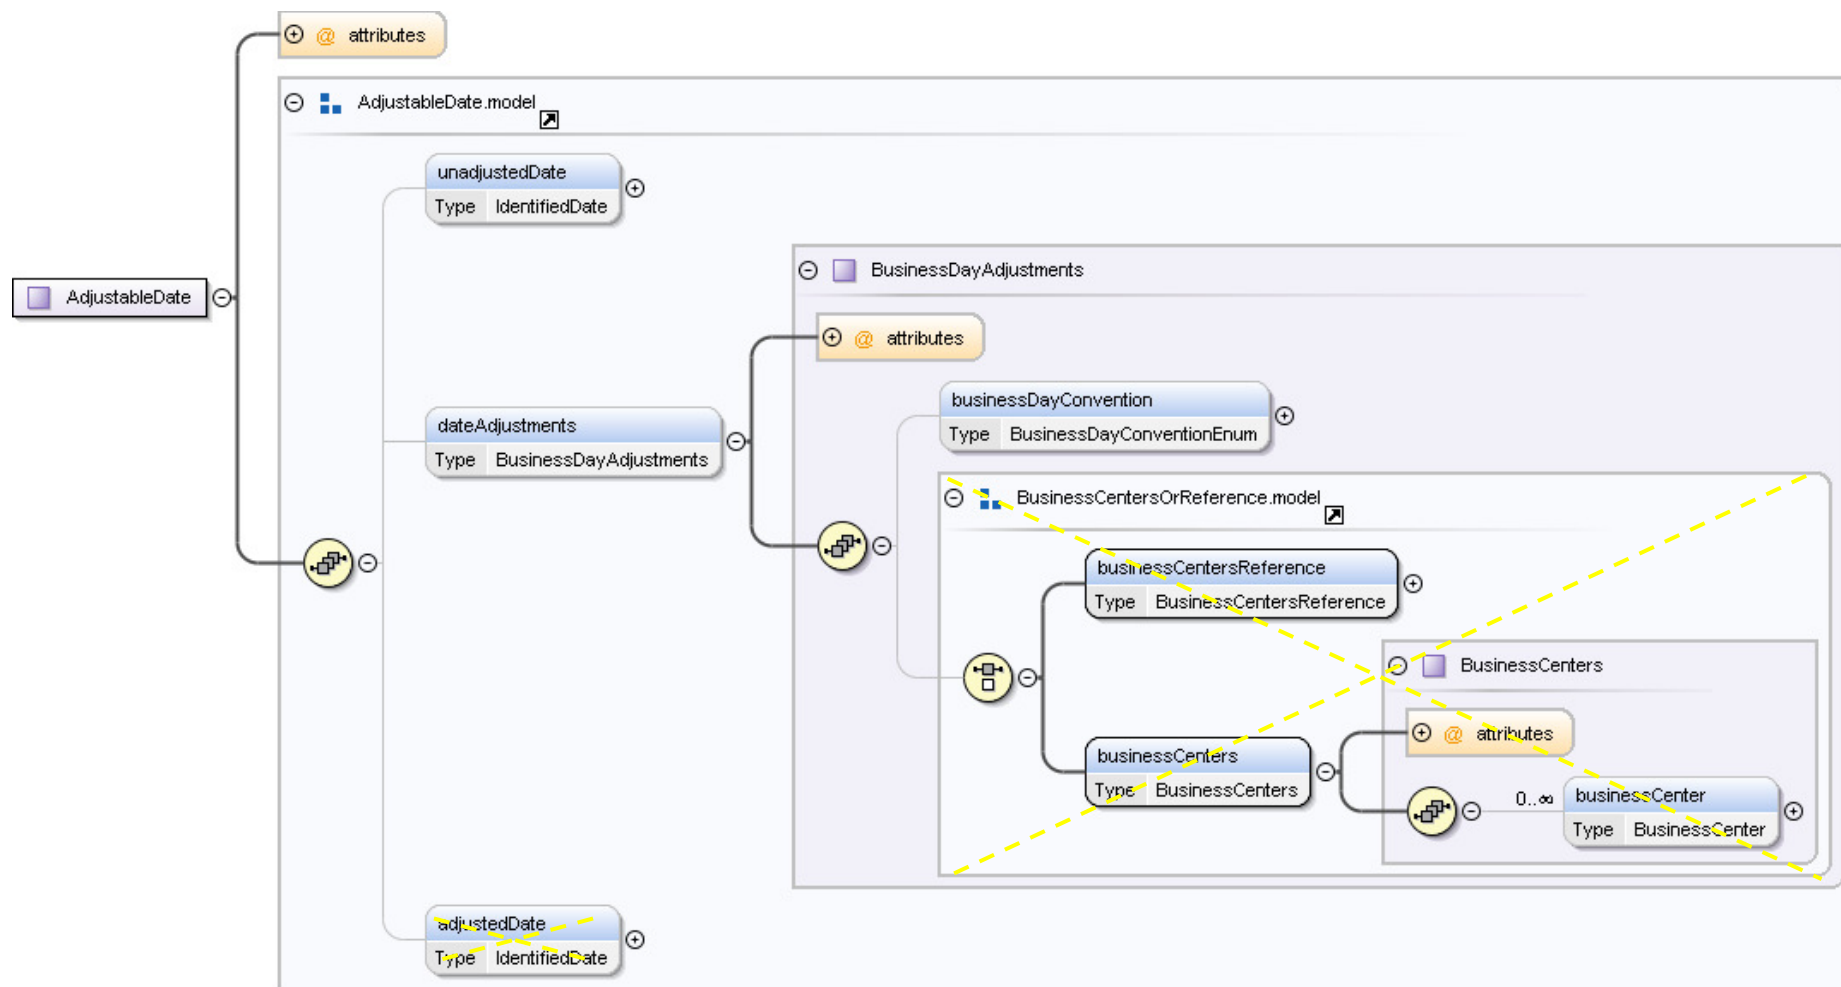 @ attributes
AdjustableDate.model
unadjustedDate
Type IdentifiedDate
AdjustableDate
BusinessDayAdjustments
@ attributes
businessDayConvention
Type BusinessDayConventionEnum
dateAdjustments
Type BusinessDayAdjustments
BusinessCentersOrReference.model
businessCentersReference
Type BusinessCentersReference
BusinessCenters
@ attributes
businessCenters
Type BusinessCenters
0..∞
businessCenter
Type BusinessCenter
adjustedDate
Type IdentifiedDate